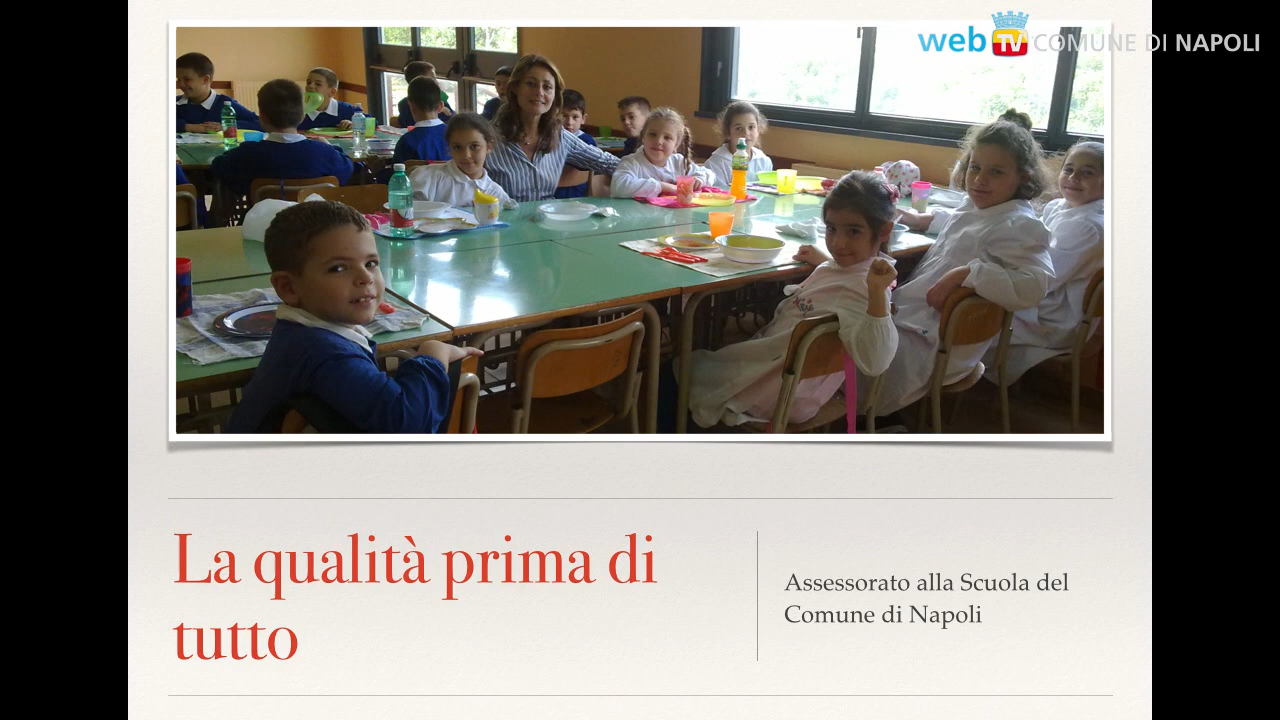 web TV COMUNE DI NAPOLI
La qualità prima di
tutto
Assessorato alla Scuola del
Comune di Napoli